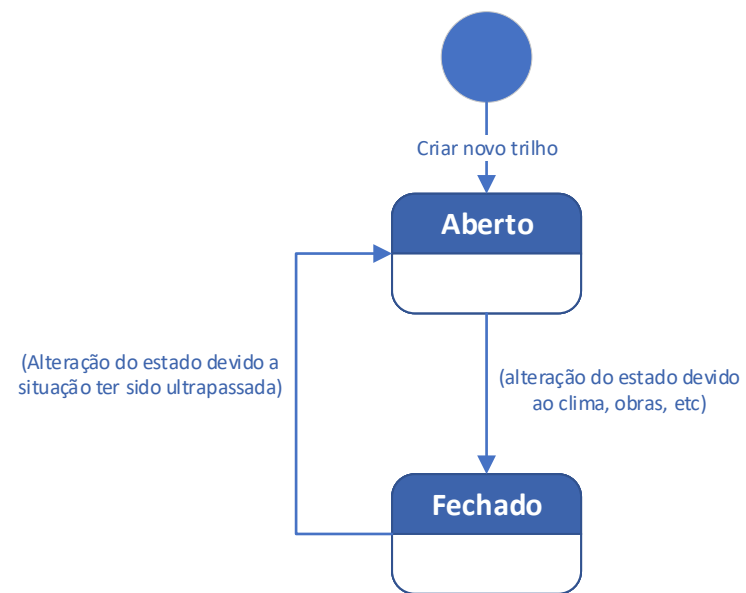 Criar novo trilho
Aberto
(Alteração do estado devido a
situação ter sido ultrapassada)
(alteração do estado devido
ao clima, obras, etc)
Fechado